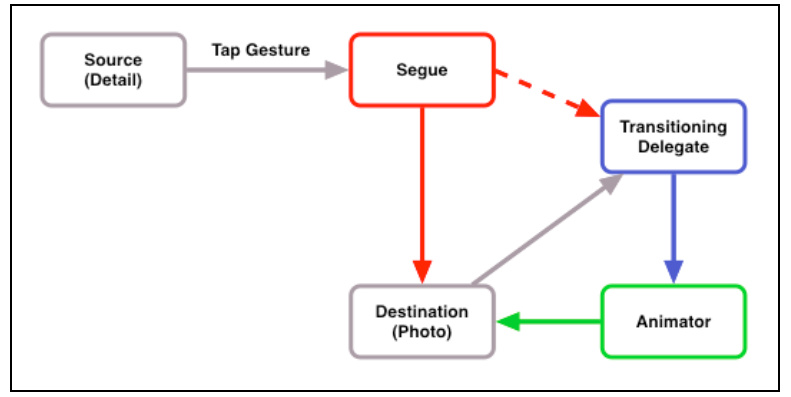 Source
(Detail)
Tap Gesture
Segue
Transitioning
Delegate
Destination
(Photo)
Animator